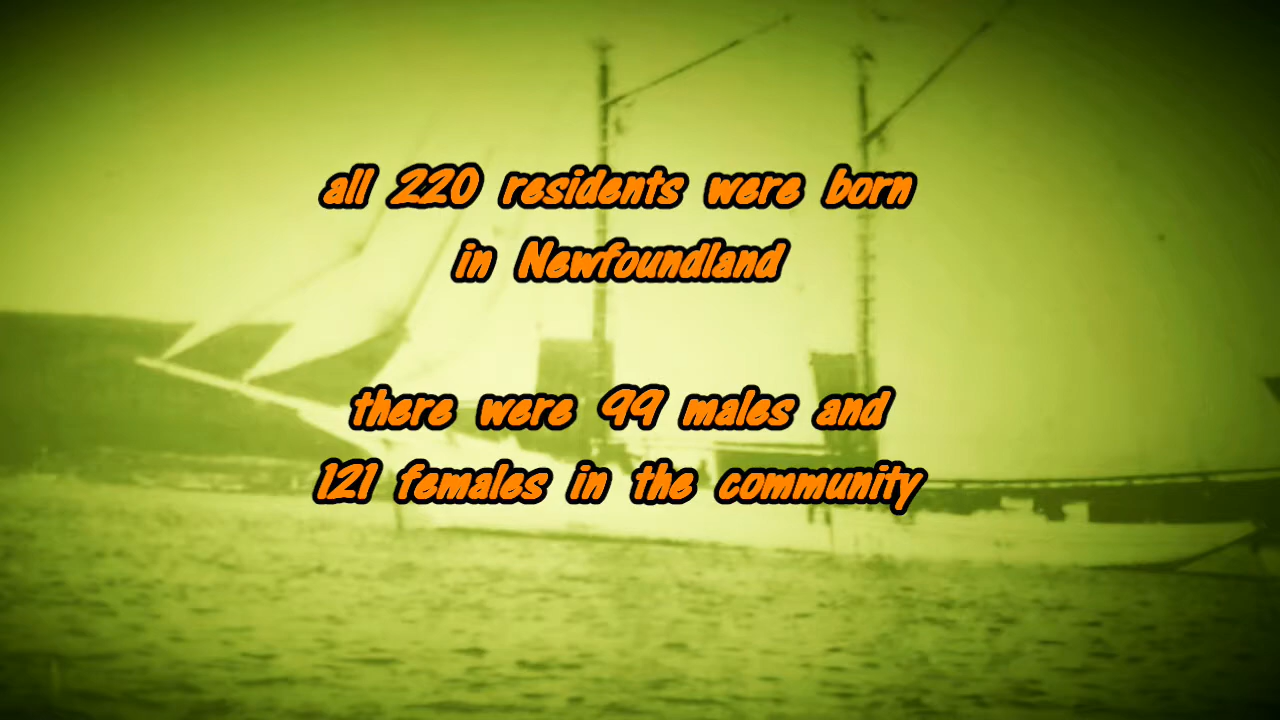 all 220 residents were born
in Newfoundland
there were 99 males and
121 females in the community